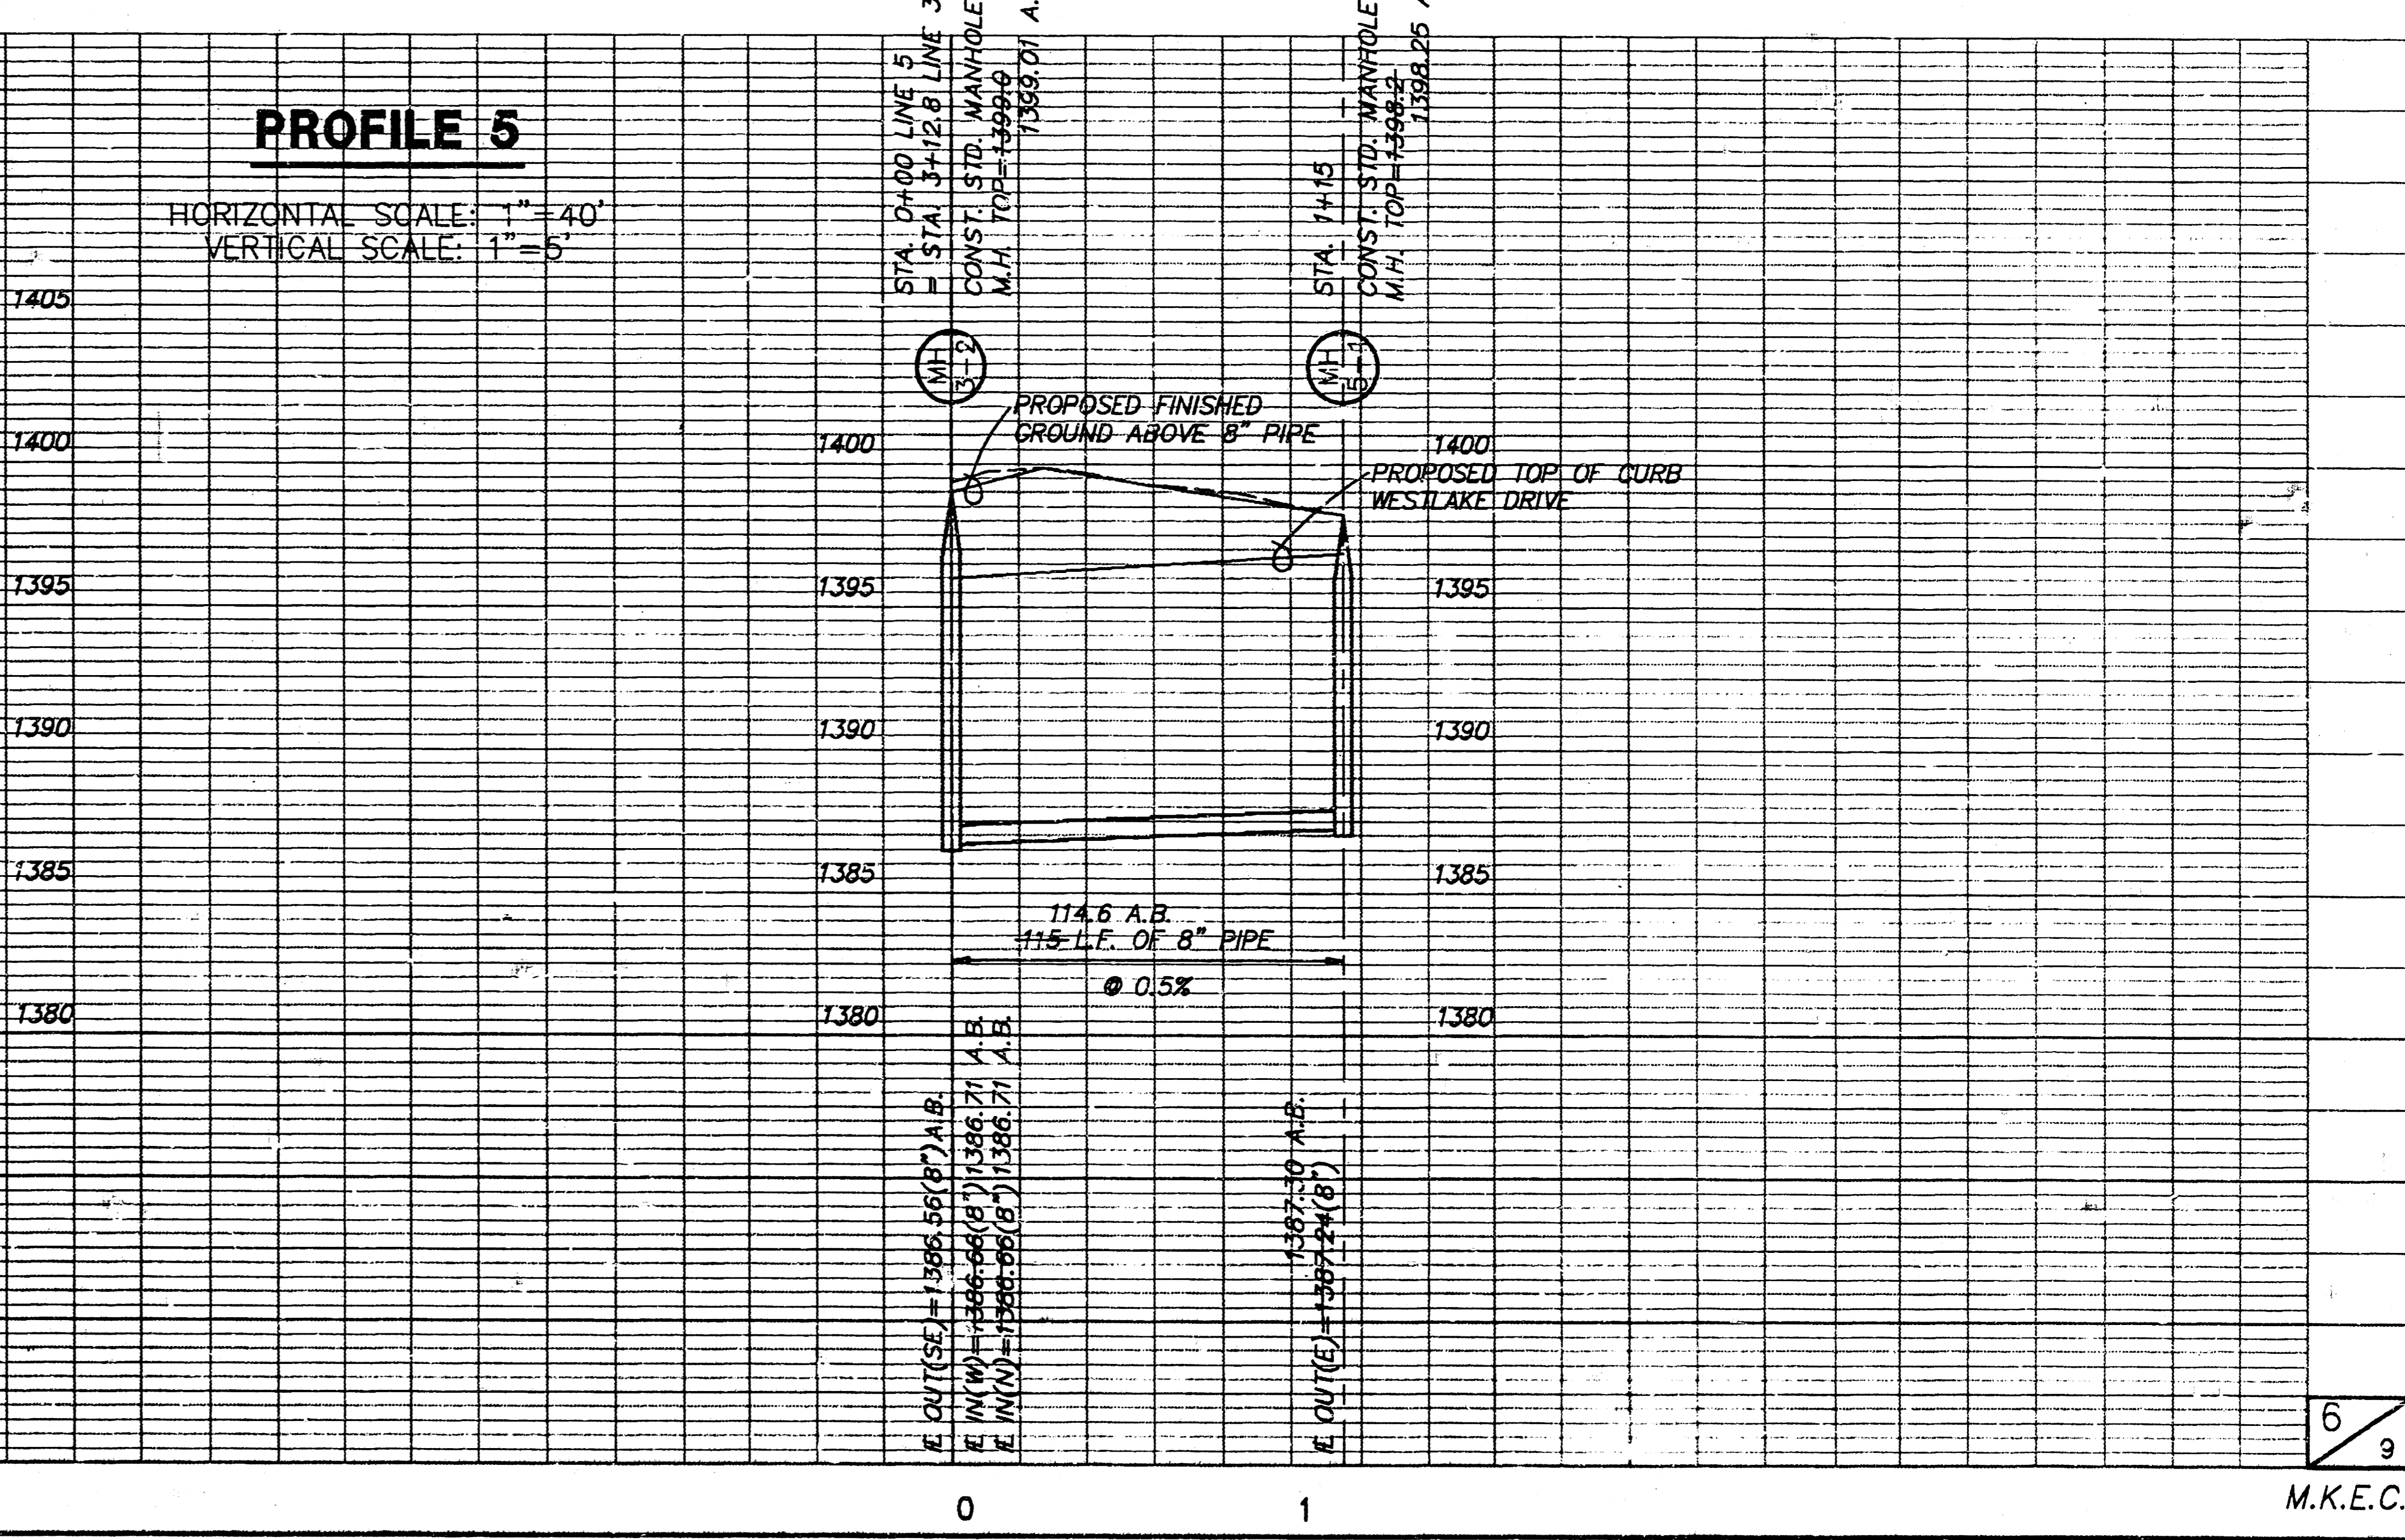 PROFILE 5
HORIZONTAL SCALE: 1"=40'
VERTICAL SCALE: 1"=5'
STA. 0+00 LINE 5
= STA. 3+12.8 LINE 3
CONST. STD. MANHOLE
M.H. TOP=1399.0
1399.01 A.
STA. 1+15
CONST. STD. MANHOLE
M.H. TOP=1398.2
1398.25
1405
MH 3-2
MH 5-1
PROPOSED FINISHED
GROUND ABOVE 8" PIPE
1400
1400
1400
PROPOSED TOP OF CURB
WESTLAKE DRIVE
1395
1395
1395
1390
1390
1390
1385
1385
1385
114.6 A.B.
115 L.F. OF 8" PIPE
@ 0.5%
1380
1380
1380
FL OUT(SE)=1386.56(8")A.B.
FL IN(W)=1386.66(8")1386.71 A.B.
FL IN(N)=1386.66(8")1386.71 A.B.
1387.30 A.B.
FL OUT(E)=1387.24(8")
6
9
0
1
M.K.E.C.